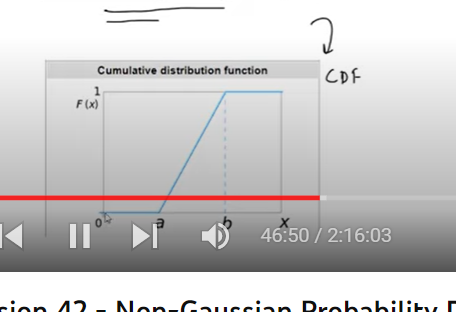 Cumulative distribution function
CDF
1
F(x)
0 a b x
46:50 / 2:16:03
sion 42 - Non-Gaussian Probability D